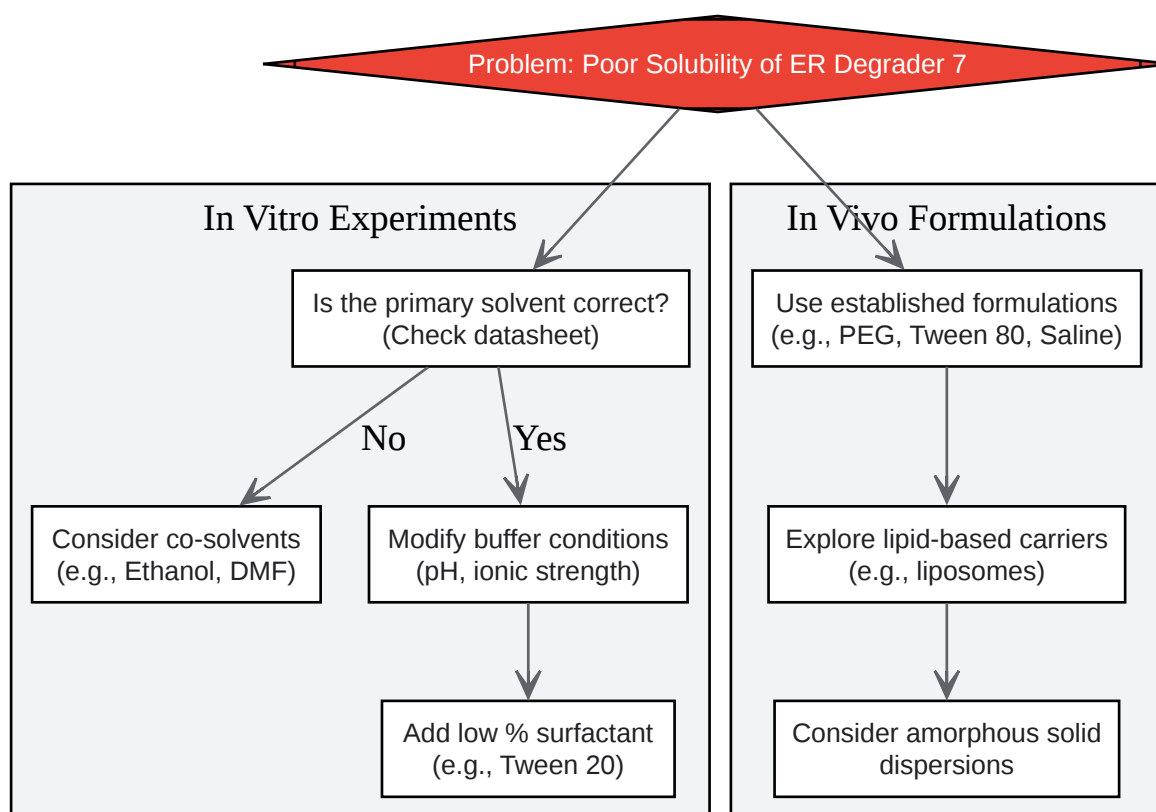 Problem: Poor Solubility of ER Degrader 7
In Vitro Experiments
Is the primary solvent correct?
(Check datasheet)
No
Yes
Consider co-solvents
(e.g., Ethanol, DMF)
Modify buffer conditions
(pH, ionic strength)
Add low % surfactant
(e.g., Tween 20)
In Vivo Formulations
Use established formulations
(e.g., PEG, Tween 80, Saline)
Explore lipid-based carriers
(e.g., liposomes)
Consider amorphous solid
dispersions